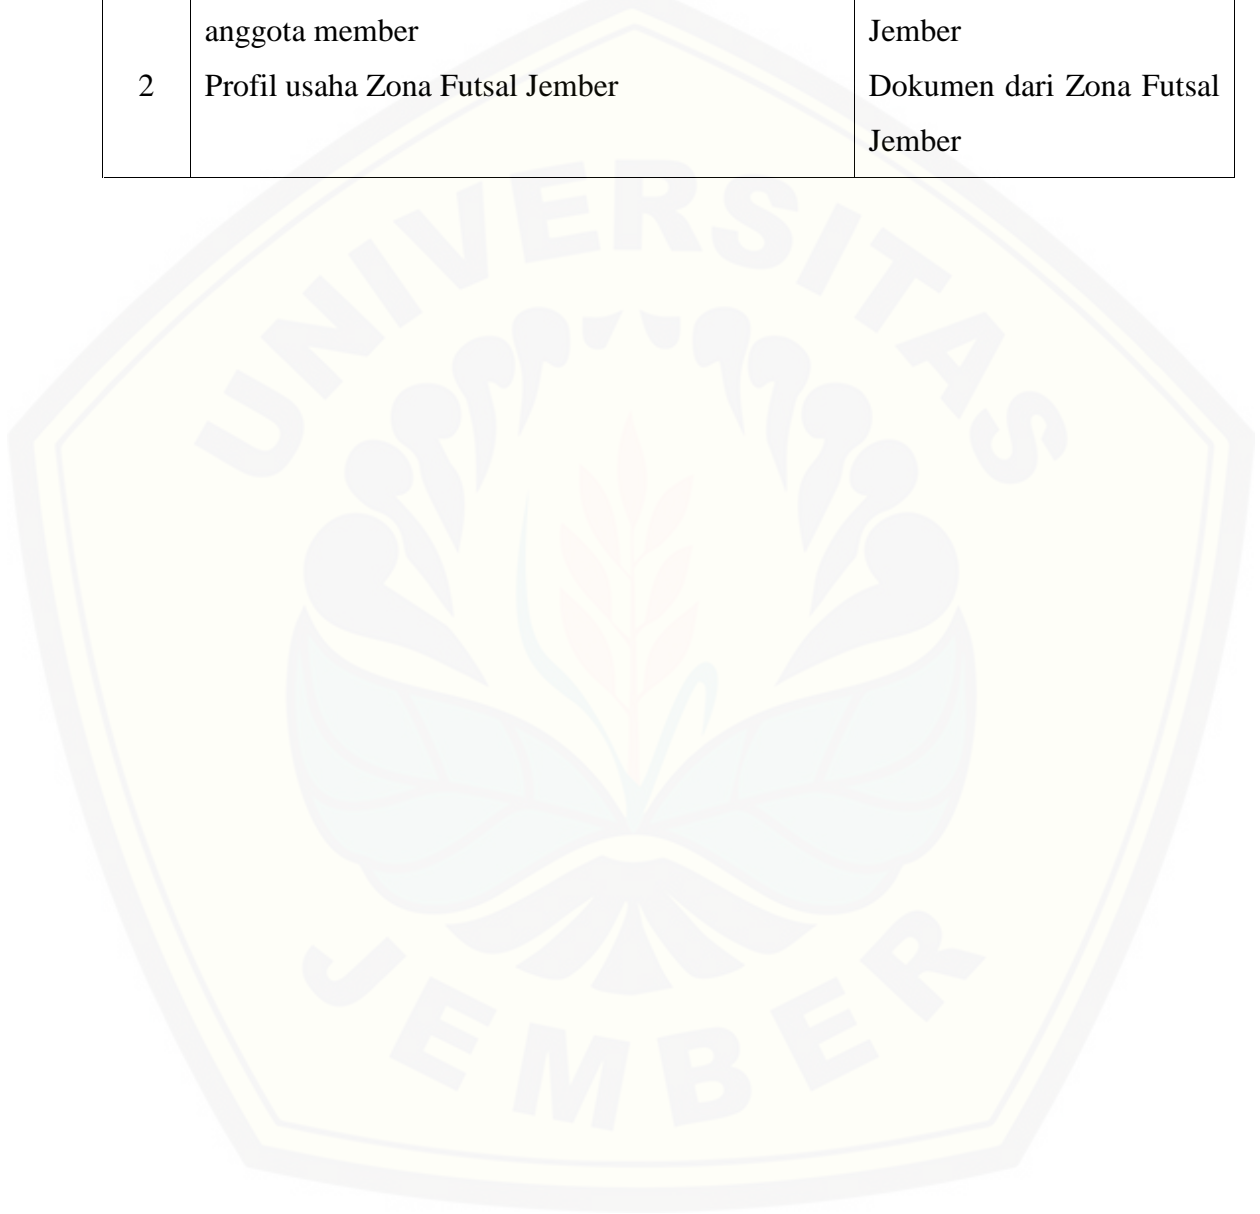 anggota member Jember
2 Profil usaha Zona Futsal Jember Dokumen dari Zona Futsal
Jember
UNIVERSITAS
JEMBER